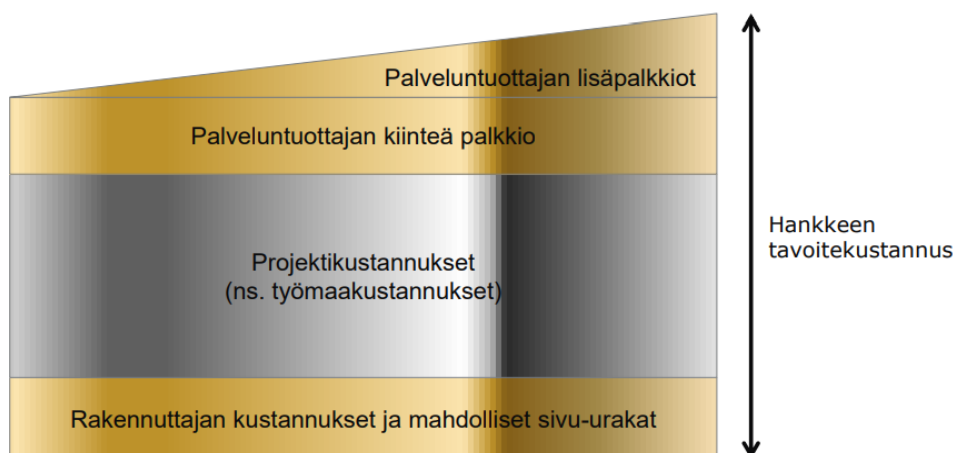 Palveluntuottajan lisäpalkkiot
Palveluntuottajan kiinteä palkkio
Projektikustannukset
(ns. työmaakustannukset)
Rakennuttajan kustannukset ja mahdolliset sivu-urakat
Hankkeen
tavoitekustannus